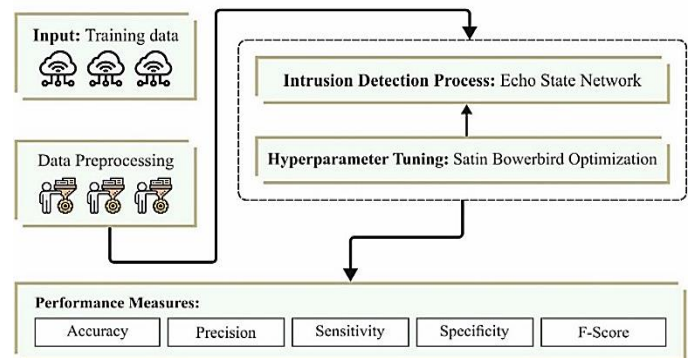 Input: Training data
Data Preprocessing
Intrusion Detection Process: Echo State Network
Hyperparameter Tuning: Satin Bowerbird Optimization
Performance Measures:
Accuracy
Precision
Sensitivity
Specificity
F-Score